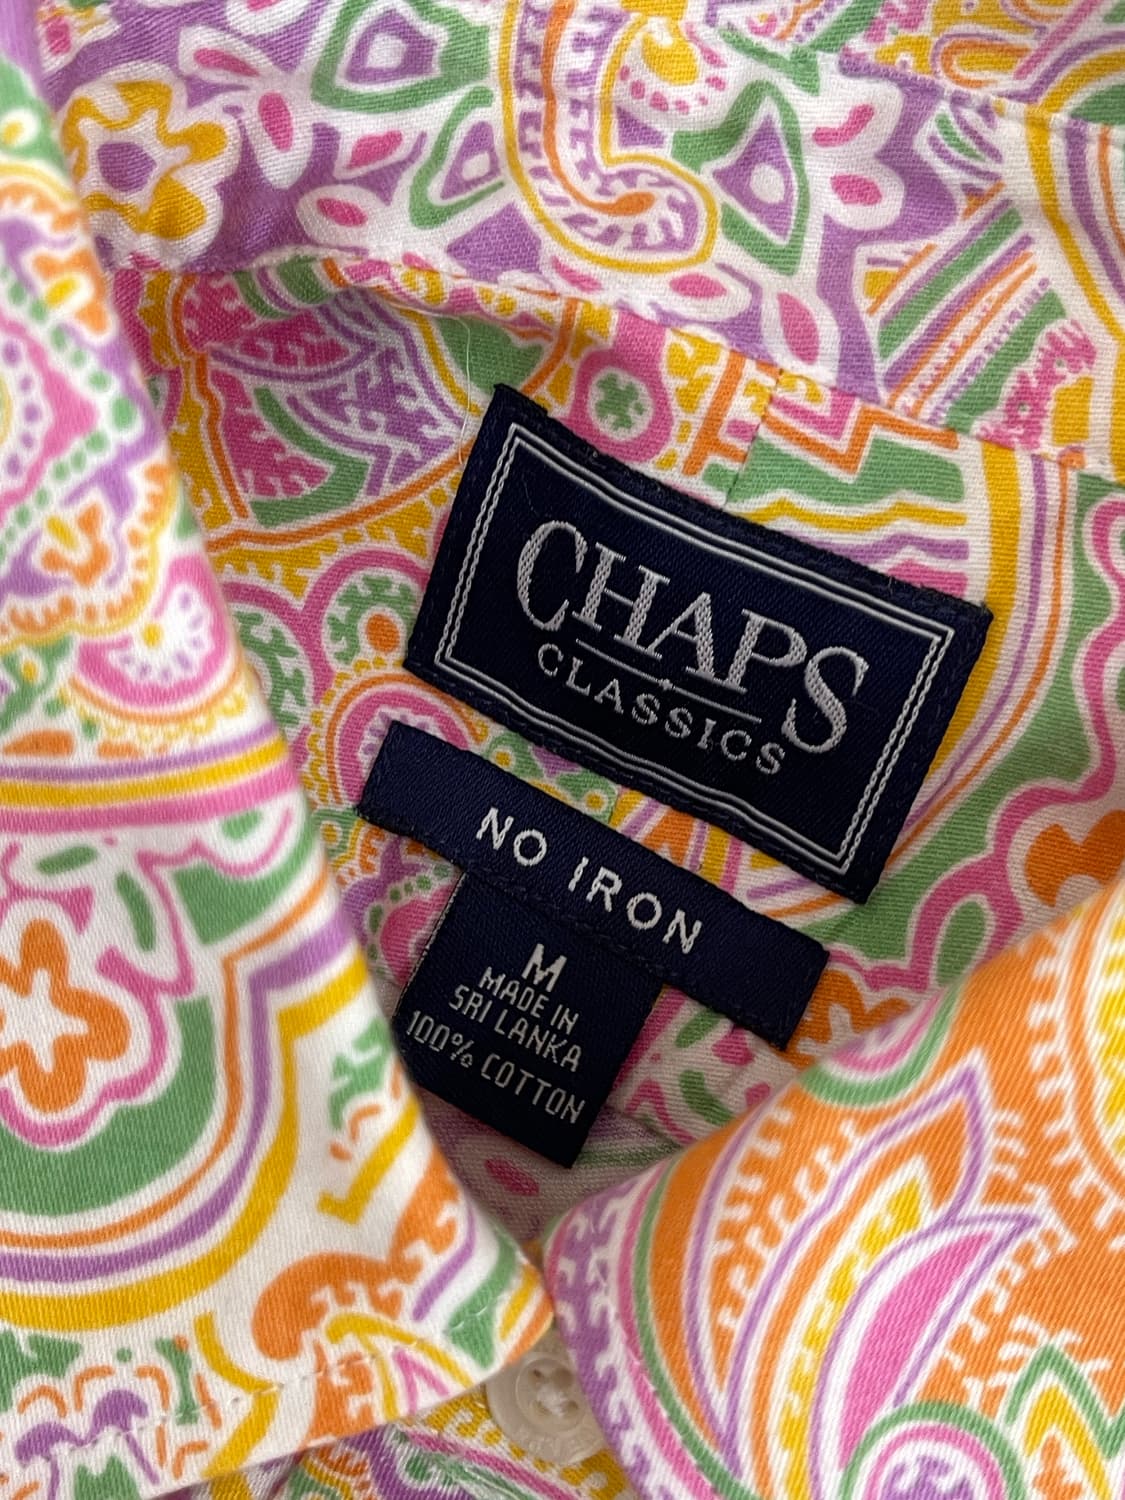 CHAPS
CLASSICS
NO IRON
M
MADE IN
SRI LANKA
100% COTTON